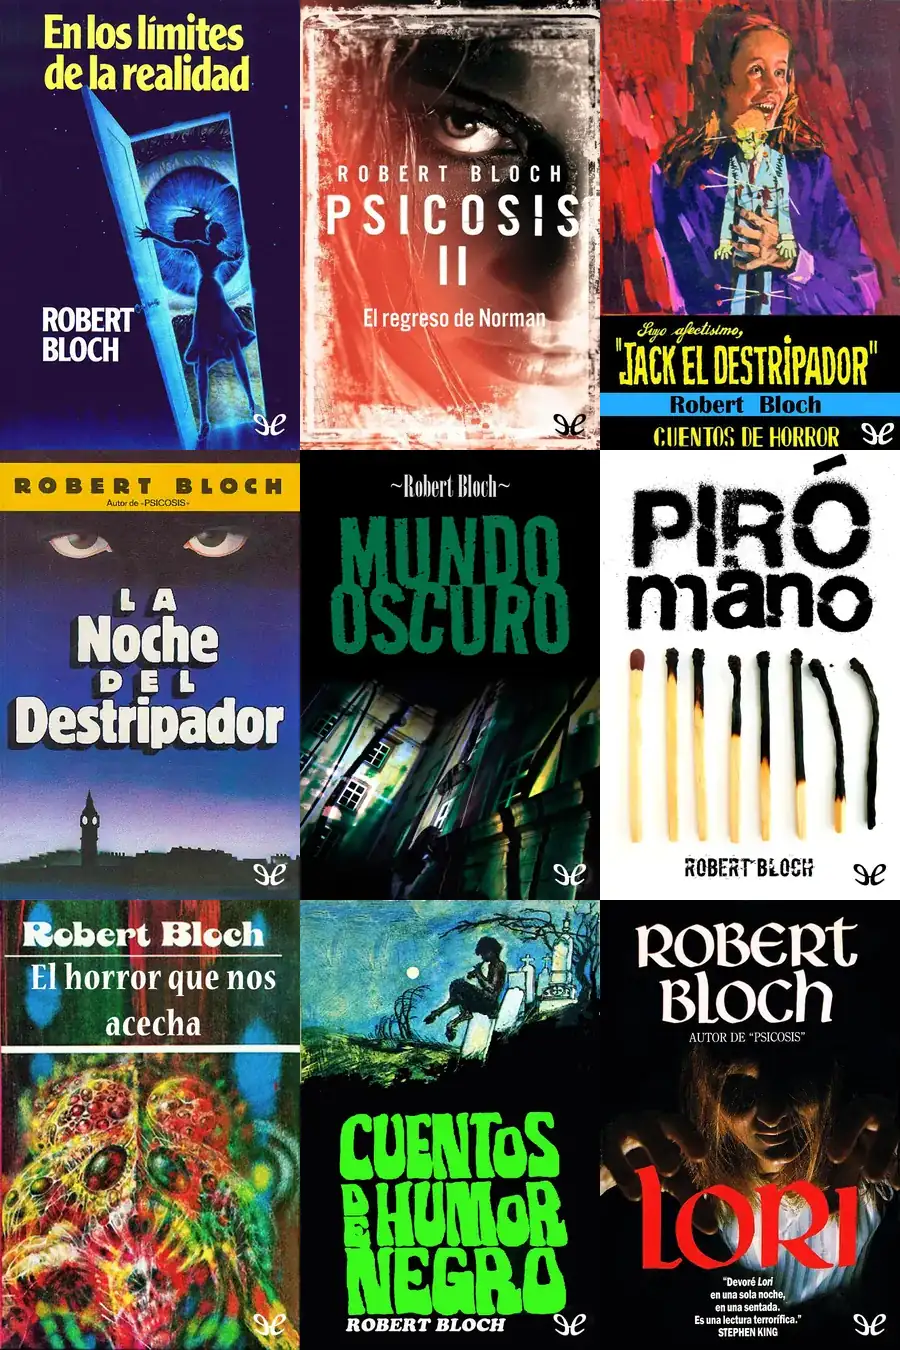 En los límites
de la realidad
ROBERT
BLOCH
ROBERT BLOCH
PSICOSIS
II
El regreso de Norman
Suyo afectísimo,
"JACK EL DESTRIPADOR"
Robert Bloch
CUENTOS DE HORROR
ROBERT BLOCH
Autor de «PSICOSIS»
LA
Noche
DEL
Destripador
~Robert Bloch~
MUNDO
OSCURO
PIRÓ
mano
ROBERT BLOCH
Robert Bloch
El horror que nos
acecha
CUENTOS
DE HUMOR
NEGRO
ROBERT BLOCH
ROBERT
BLOCH
AUTOR DE "PSICOSIS"
LORI
"Devoré Lori
en una sola noche,
en una sentada.
Es una lectura terrorífica."
STEPHEN KING